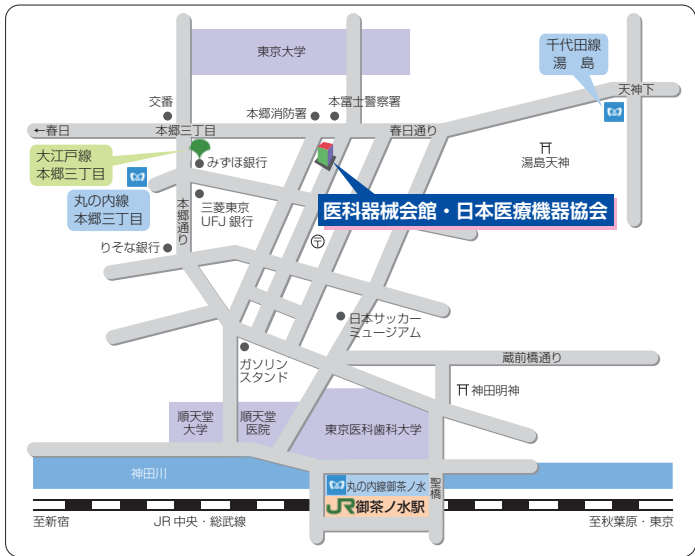 東京大学
千代田線
湯　島
天神下
交番
本郷消防署
本富士警察署
←春日
本郷三丁目
春日通り
大江戸線
本郷三丁目
みずほ銀行
湯島天神
丸の内線
本郷三丁目
本郷通り
三菱東京
UFJ 銀行
医科器械会館・日本医療機器協会
りそな銀行
〒
日本サッカー
ミュージアム
蔵前橋通り
ガソリン
スタンド
神田明神
順天堂
大学
順天堂
医院
東京医科歯科大学
神田川
丸の内線御茶ノ水
聖橋
JR御茶ノ水駅
至新宿
JR 中央・総武線
至秋葉原・東京